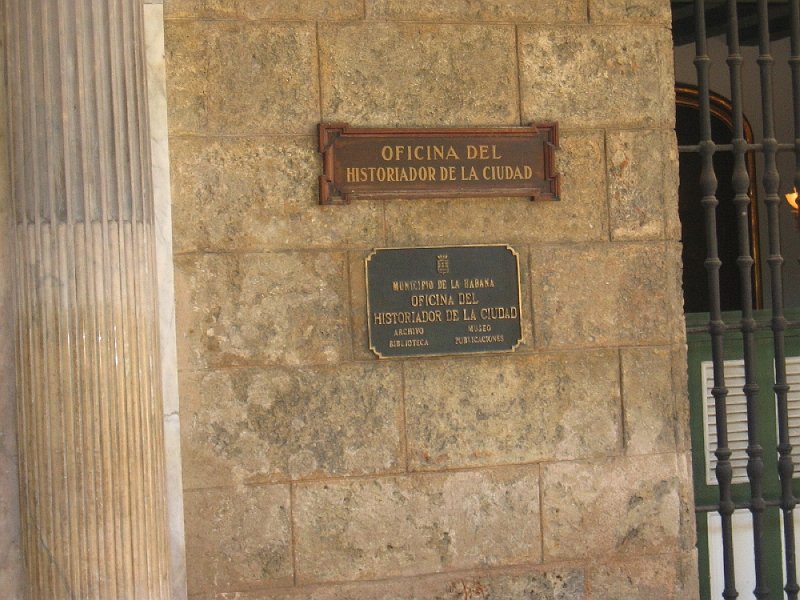 OFICINA DEL
HISTORIADOR DE LA CIUDAD
MUNICIPIO DE LA HABANA
OFICINA DEL
HISTORIADOR DE LA CIUDAD
ARCHIVO MUSEO
BIBLIOTECA PUBLICACIONES